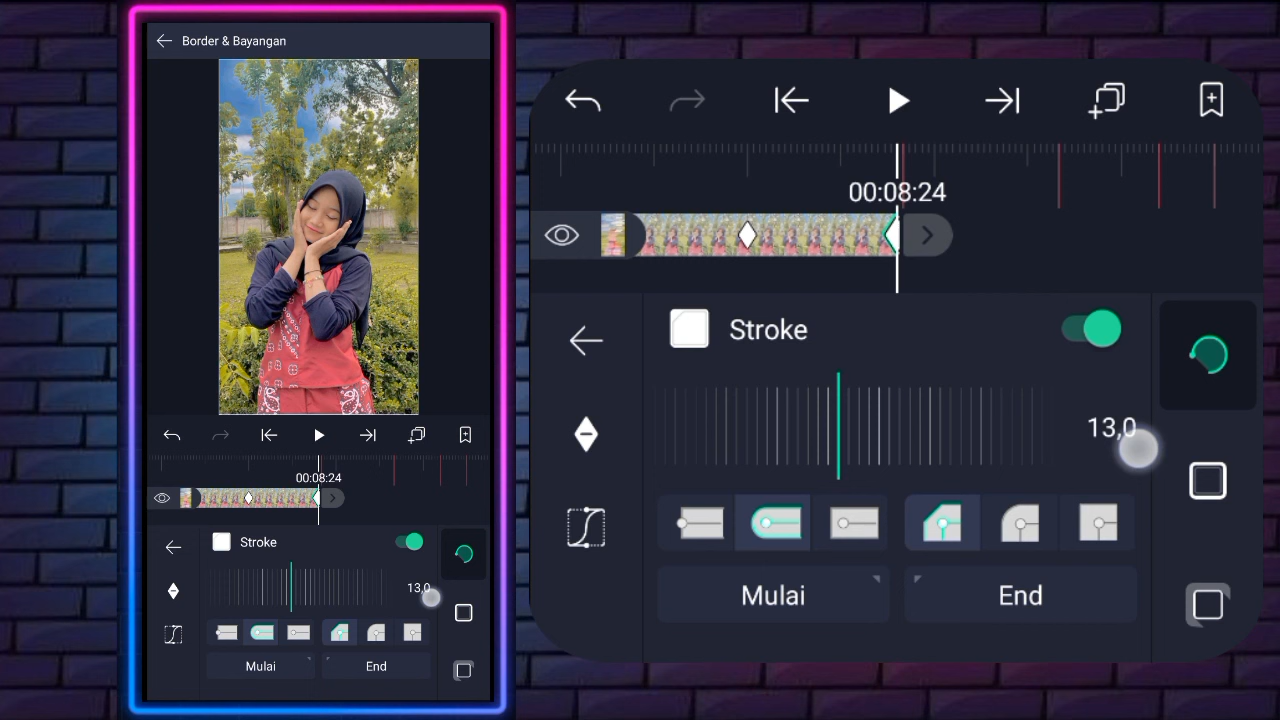 Border & Bayangan
00:08:24
Stroke
13,0
Mulai
End
00:08:24
Stroke
13,0
Mulai
End